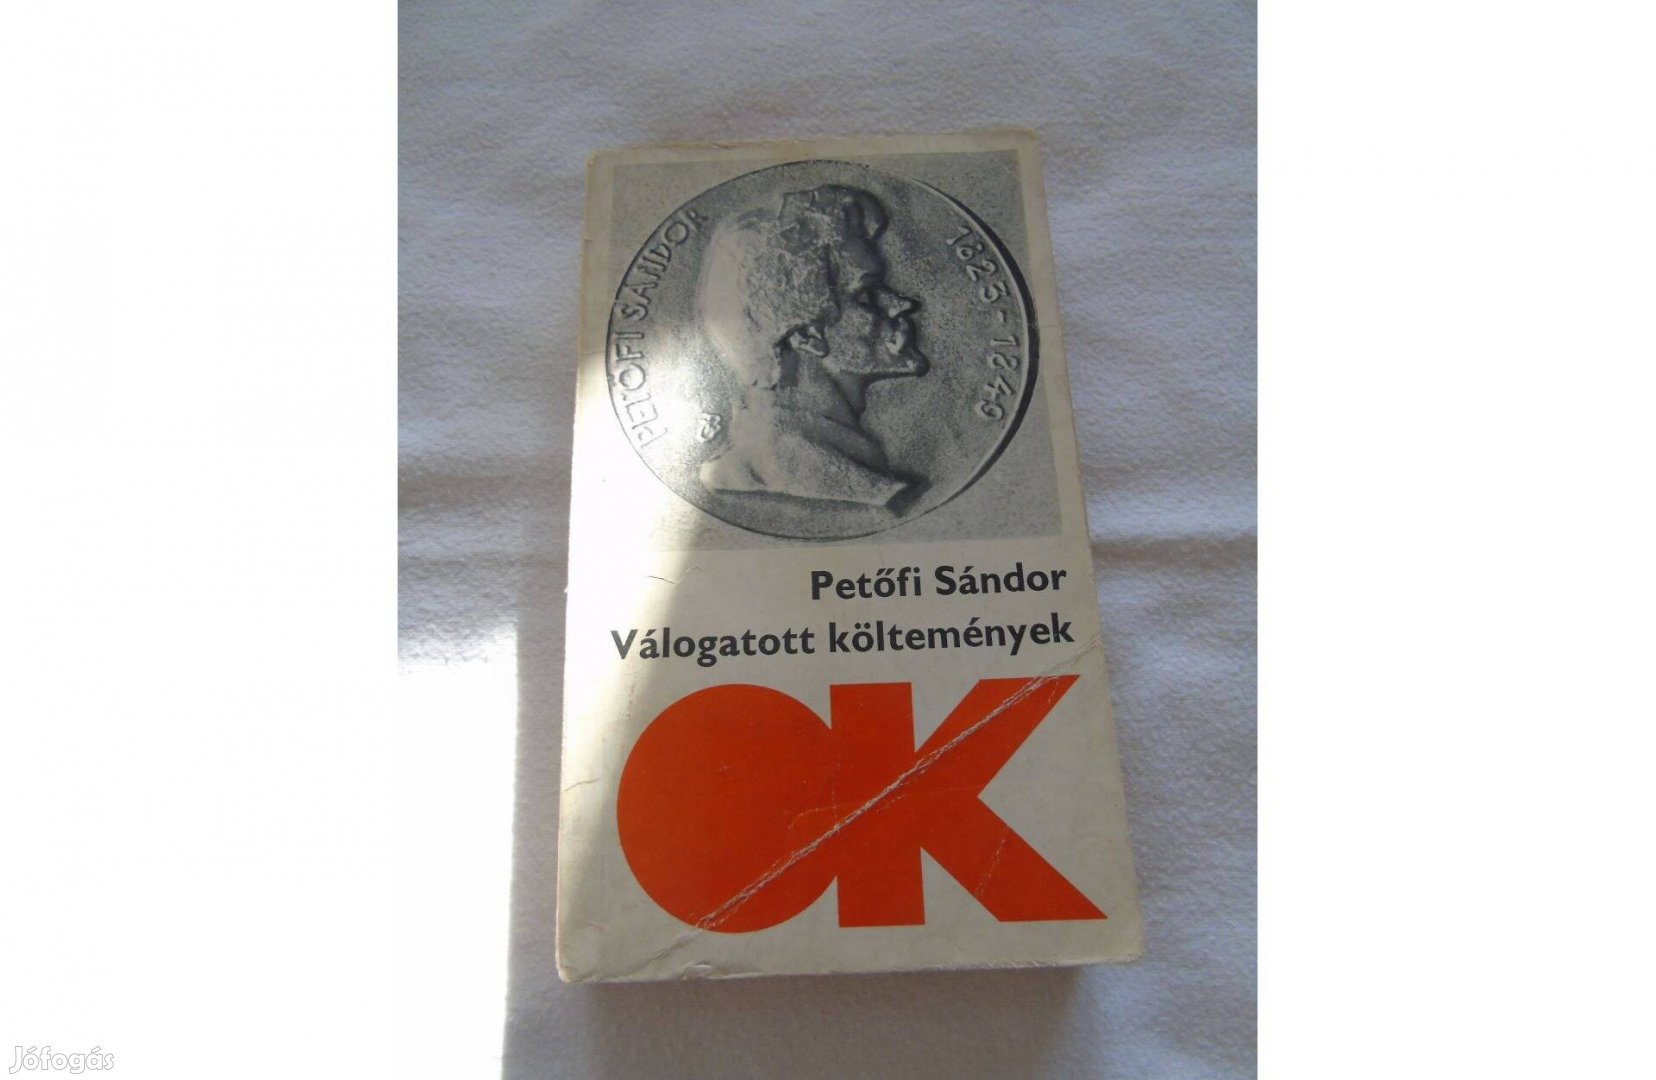 PETŐFI SÁNDOR
1823-1849
Petőfi Sándor
Válogatott költemények
OK
Jófogás